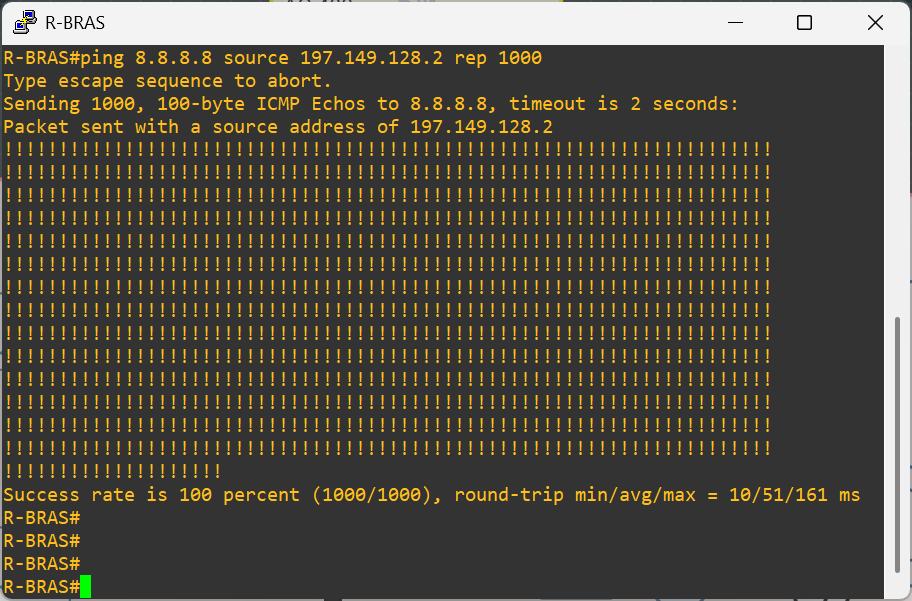 R-BRAS
R-BRAS#ping 8.8.8.8 source 197.149.128.2 rep 1000
Type escape sequence to abort.
Sending 1000, 100-byte ICMP Echos to 8.8.8.8, timeout is 2 seconds:
Packet sent with a source address of 197.149.128.2
!!!!!!!!!!!!!!!!!!!!!!!!!!!!!!!!!!!!!!!!!!!!!!!!!!!!!!!!!!!!!!!!!!!!!!
!!!!!!!!!!!!!!!!!!!!!!!!!!!!!!!!!!!!!!!!!!!!!!!!!!!!!!!!!!!!!!!!!!!!!!
!!!!!!!!!!!!!!!!!!!!!!!!!!!!!!!!!!!!!!!!!!!!!!!!!!!!!!!!!!!!!!!!!!!!!!
!!!!!!!!!!!!!!!!!!!!!!!!!!!!!!!!!!!!!!!!!!!!!!!!!!!!!!!!!!!!!!!!!!!!!!
!!!!!!!!!!!!!!!!!!!!!!!!!!!!!!!!!!!!!!!!!!!!!!!!!!!!!!!!!!!!!!!!!!!!!!
!!!!!!!!!!!!!!!!!!!!!!!!!!!!!!!!!!!!!!!!!!!!!!!!!!!!!!!!!!!!!!!!!!!!!!
!!!!!!!!!!!!!!!!!!!!!!!!!!!!!!!!!!!!!!!!!!!!!!!!!!!!!!!!!!!!!!!!!!!!!!
!!!!!!!!!!!!!!!!!!!!!!!!!!!!!!!!!!!!!!!!!!!!!!!!!!!!!!!!!!!!!!!!!!!!!!
!!!!!!!!!!!!!!!!!!!!!!!!!!!!!!!!!!!!!!!!!!!!!!!!!!!!!!!!!!!!!!!!!!!!!!
!!!!!!!!!!!!!!!!!!!!!!!!!!!!!!!!!!!!!!!!!!!!!!!!!!!!!!!!!!!!!!!!!!!!!!
!!!!!!!!!!!!!!!!!!!!!!!!!!!!!!!!!!!!!!!!!!!!!!!!!!!!!!!!!!!!!!!!!!!!!!
!!!!!!!!!!!!!!!!!!!!!!!!!!!!!!!!!!!!!!!!!!!!!!!!!!!!!!!!!!!!!!!!!!!!!!
!!!!!!!!!!!!!!!!!!!!!!!!!!!!!!!!!!!!!!!!!!!!!!!!!!!!!!!!!!!!!!!!!!!!!!
!!!!!!!!!!!!!!!!!!!!!!!!!!!!!!!!!!!!!!!!!!!!!!!!!!!!!!!!!!!!!!!!!!!!!!
!!!!!!!!!!!!!!!!!!!!
Success rate is 100 percent (1000/1000), round-trip min/avg/max = 10/51/161 ms
R-BRAS#
R-BRAS#
R-BRAS#
R-BRAS#